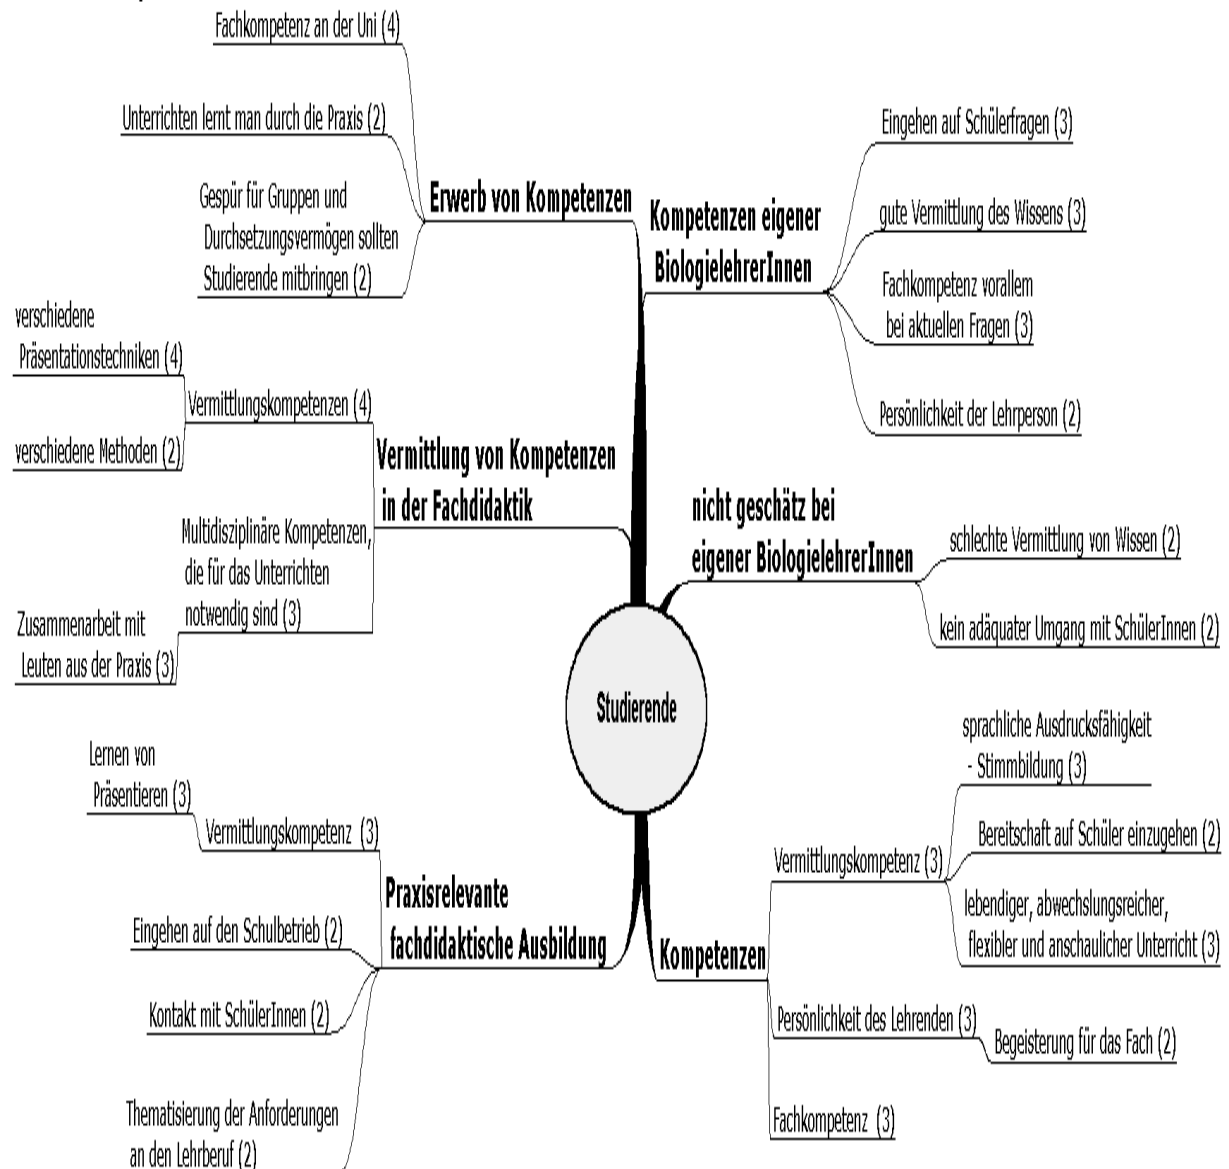 Fachkompetenz an der Uni (4)
Unterrichten lernt man durch die Praxis (2)
Gespür für Gruppen und
Durchsetzungsvermögen sollten
Studierende mitbringen (2)
Erwerb von Kompetenzen
verschiedene
Präsentationstechniken (4)
verschiedene Methoden (2)
Vermittlungskompetenzen (4)
Multidisziplinäre Kompetenzen,
die für das Unterrichten
notwendig sind (3)
Zusammenarbeit mit
Leuten aus der Praxis (3)
Vermittlung von Kompetenzen
in der Fachdidaktik
Lernen von
Präsentieren (3)
Vermittlungskompetenz (3)
Eingehen auf den Schulbetrieb (2)
Kontakt mit SchülerInnen (2)
Thematisierung der Anforderungen
an den Lehrberuf (2)
Praxisrelevante
fachdidaktische Ausbildung
Studierende
Kompetenzen eigener
BiologielehrerInnen
Eingehen auf Schülerfragen (3)
gute Vermittlung des Wissens (3)
Fachkompetenz vorallem
bei aktuellen Fragen (3)
Persönlichkeit der Lehrperson (2)
nicht geschätz bei
eigener BiologielehrerInnen
schlechte Vermittlung von Wissen (2)
kein adäquater Umgang mit SchülerInnen (2)
Kompetenzen
Vermittlungskompetenz (3)
sprachliche Ausdrucksfähigkeit
- Stimmbildung (3)
Bereitschaft auf Schüler einzugehen (2)
lebendiger, abwechslungsreicher,
flexibler und anschaulicher Unterricht (3)
Persönlichkeit des Lehrenden (3)
Begeisterung für das Fach (2)
Fachkompetenz (3)